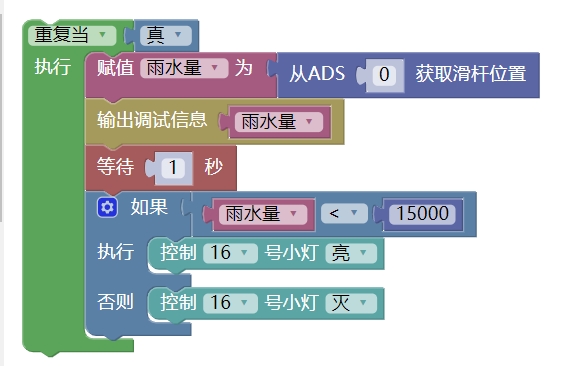 重复当 真
执行 赋值 雨水量 为 从ADS 0 获取滑杆位置
输出调试信息 雨水量
等待 1 秒
如果 雨水量 < 15000
执行 控制 16 号小灯 亮
否则 控制 16 号小灯 灭